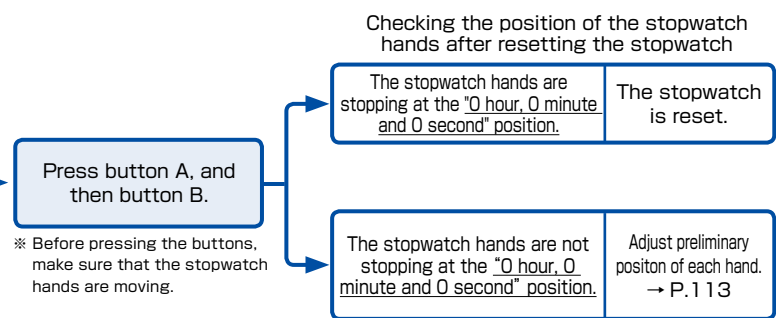 Checking the position of the stopwatch
hands after resetting the stopwatch
The stopwatch hands are
stopping at the "0 hour, 0 minute
and 0 second" position.
The stopwatch
is reset.
Press button A, and
then button B.
※ Before pressing the buttons,
make sure that the stopwatch
hands are moving.
The stopwatch hands are not
stopping at the “0 hour, 0
minute and 0 second” position.
Adjust preliminary
positon of each hand.
→ P.113